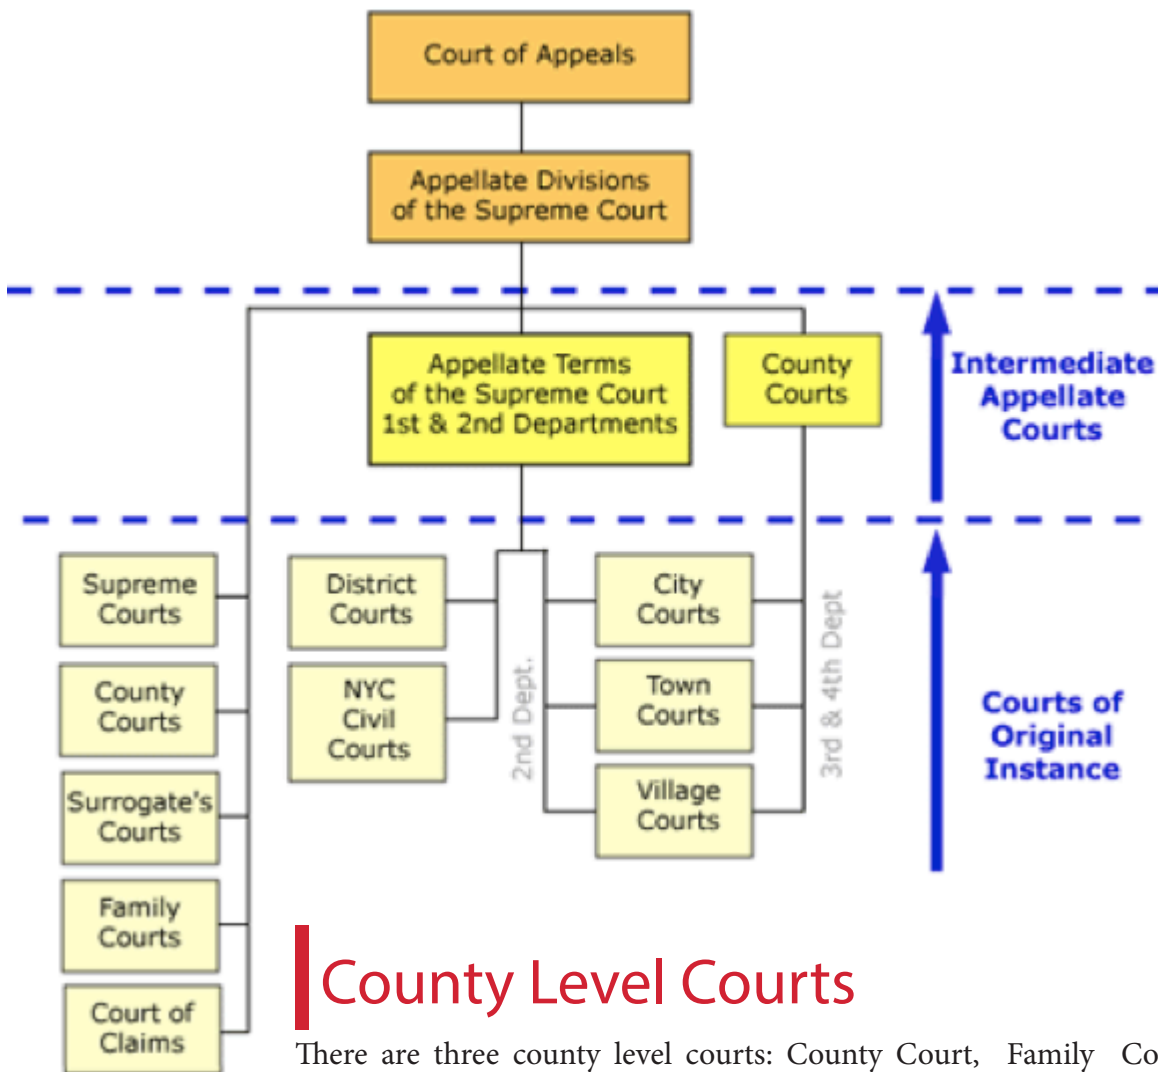 Court of Appeals
Appellate Divisions
of the Supreme Court
Appellate Terms
of the Supreme Court
1st & 2nd Departments
County
Courts
Intermediate
Appellate
Courts
Supreme
Courts
County
Courts
Surrogate's
Courts
Family
Courts
Court of
Claims
District
Courts
NYC
Civil
Courts
2nd Dept.
City
Courts
Town
Courts
Village
Courts
3rd & 4th Dept
Courts of
Original
Instance
County Level Courts
There are three county level courts: County Court, Family Co